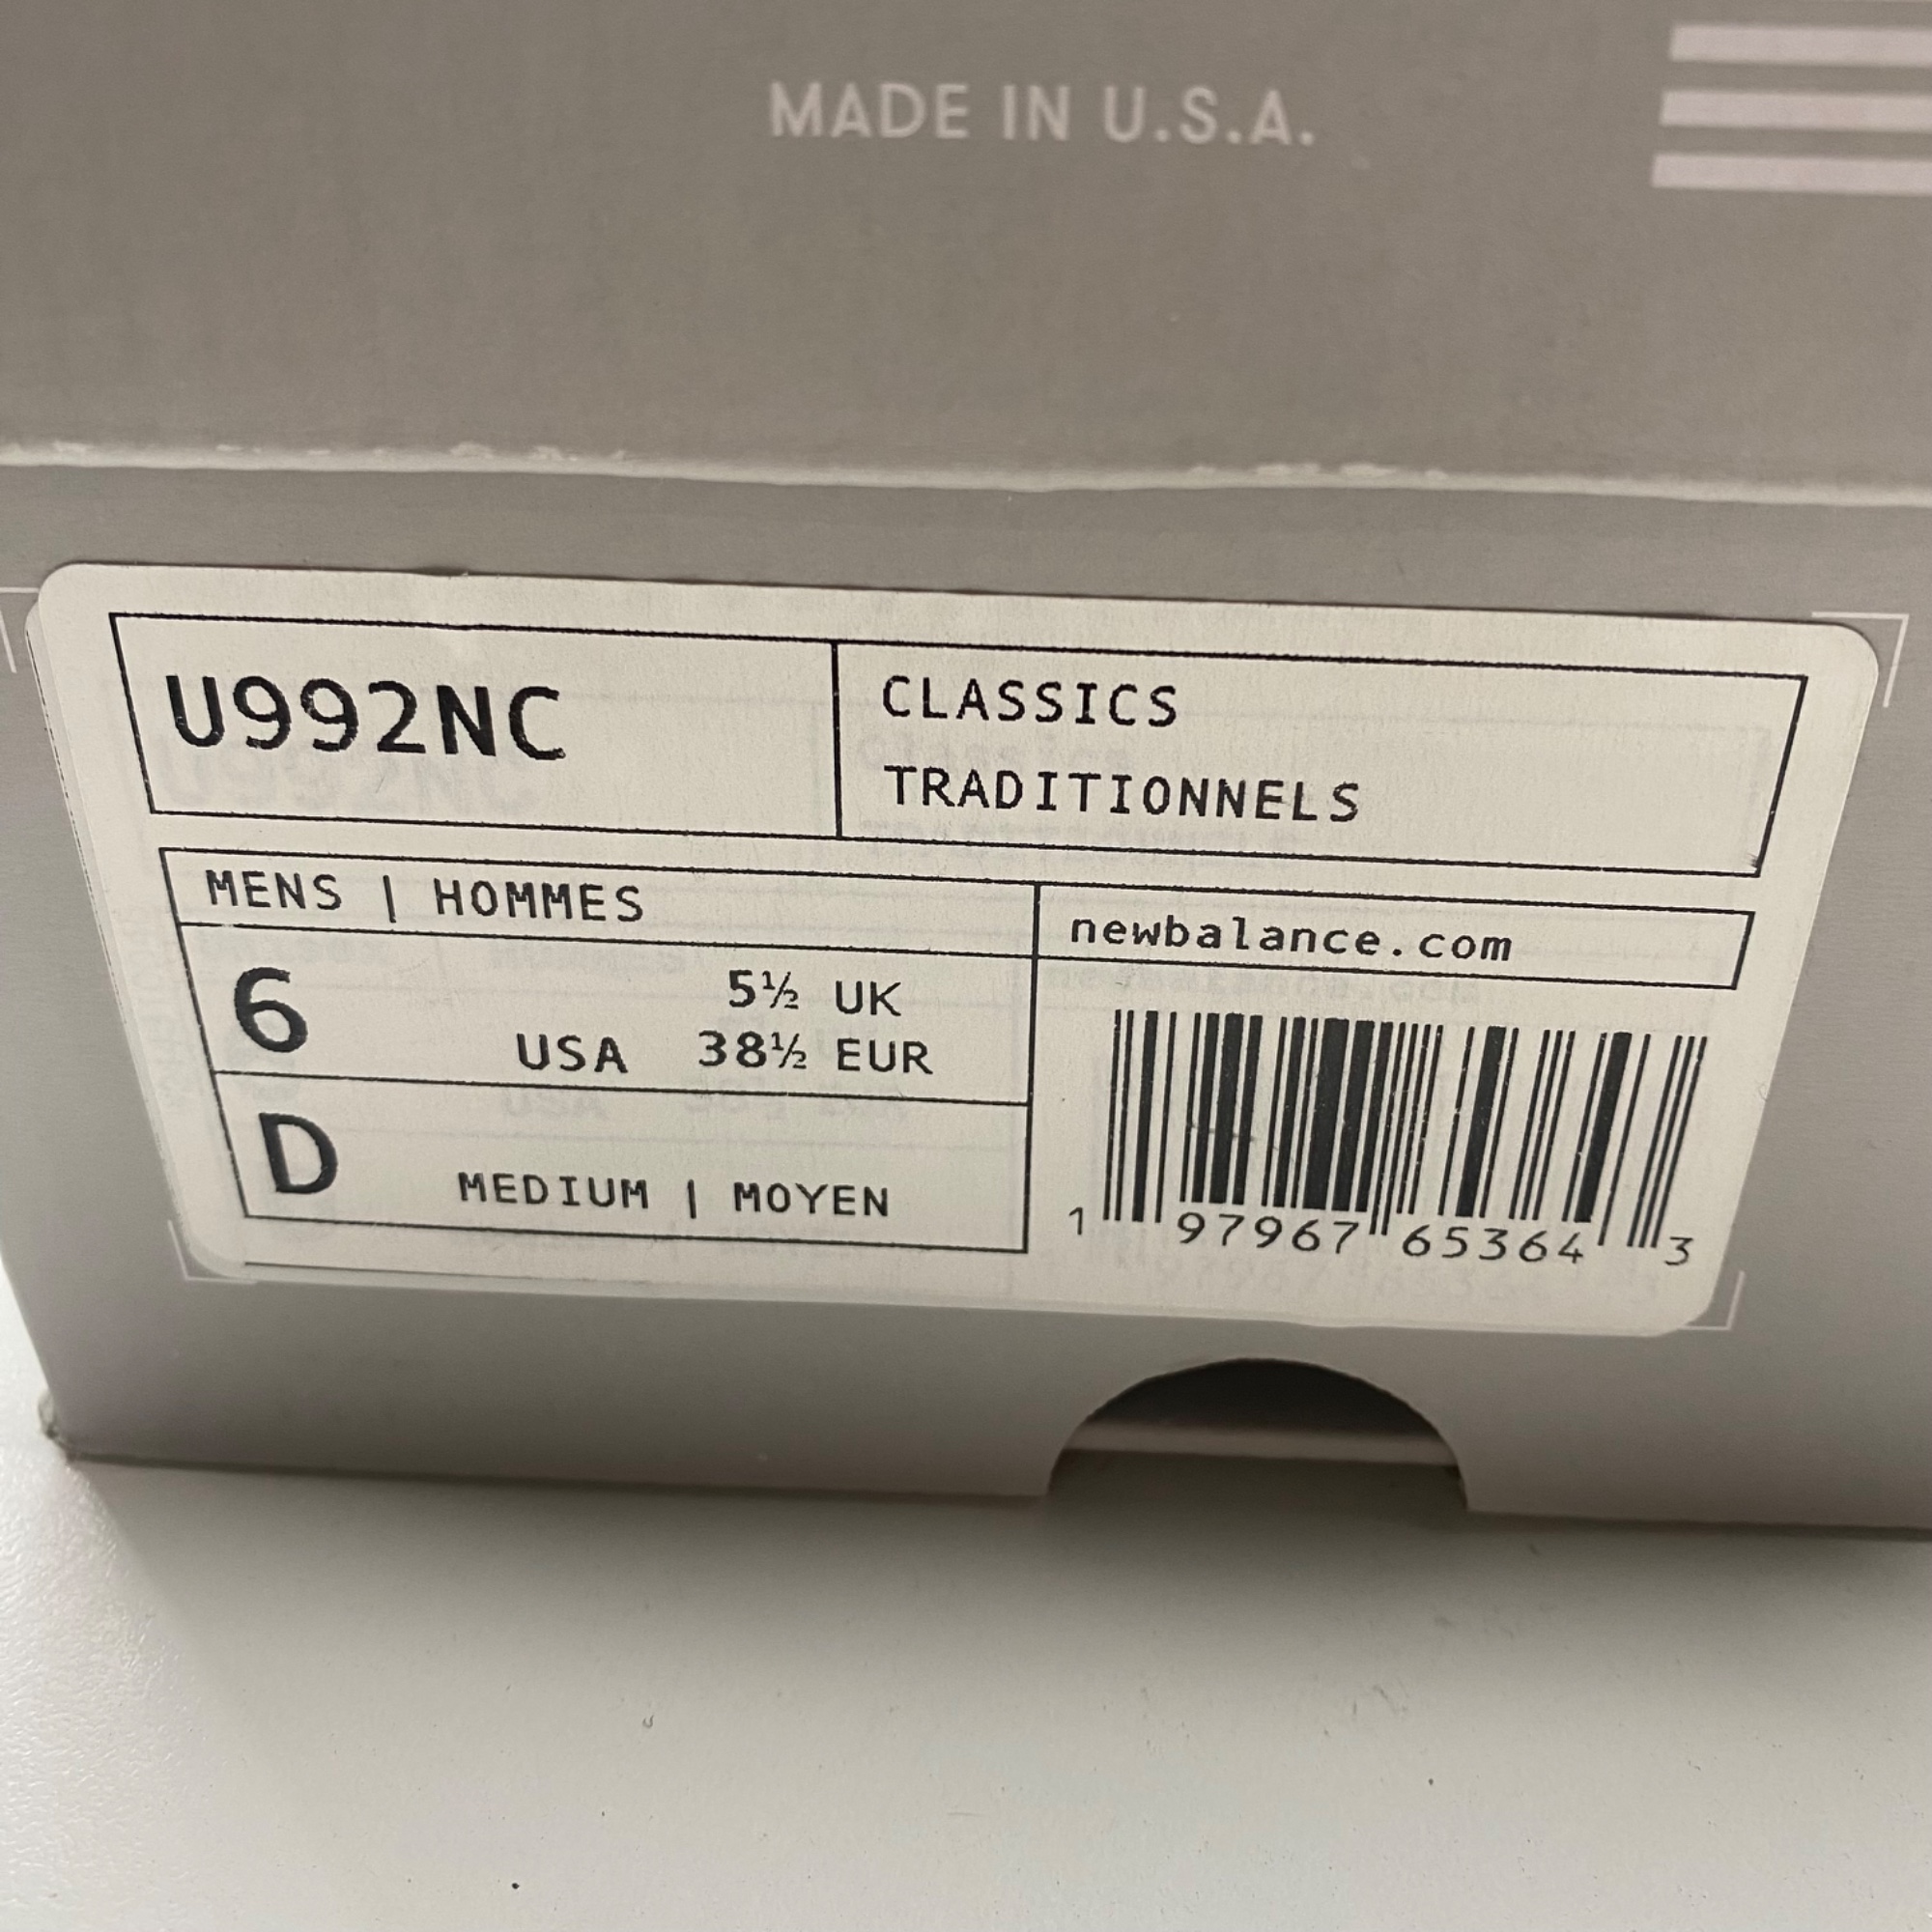 MADE IN U.S.A.
U992NC
CLASSICS
TRADITIONNELS
MENS | HOMMES
newbalance.com
6
5½ UK
USA 38½ EUR
D
MEDIUM | MOYEN
1 97967 65364 3